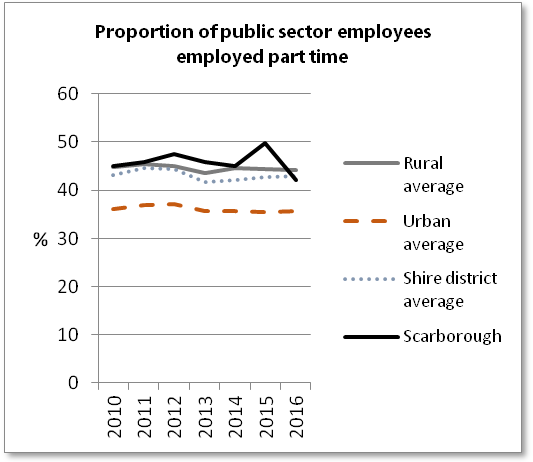 Proportion of public sector employees
employed part time
60
50
40
30
20
10
0
%
2010
2011
2012
2013
2014
2015
2016
Rural
average
Urban
average
Shire district
average
Scarborough